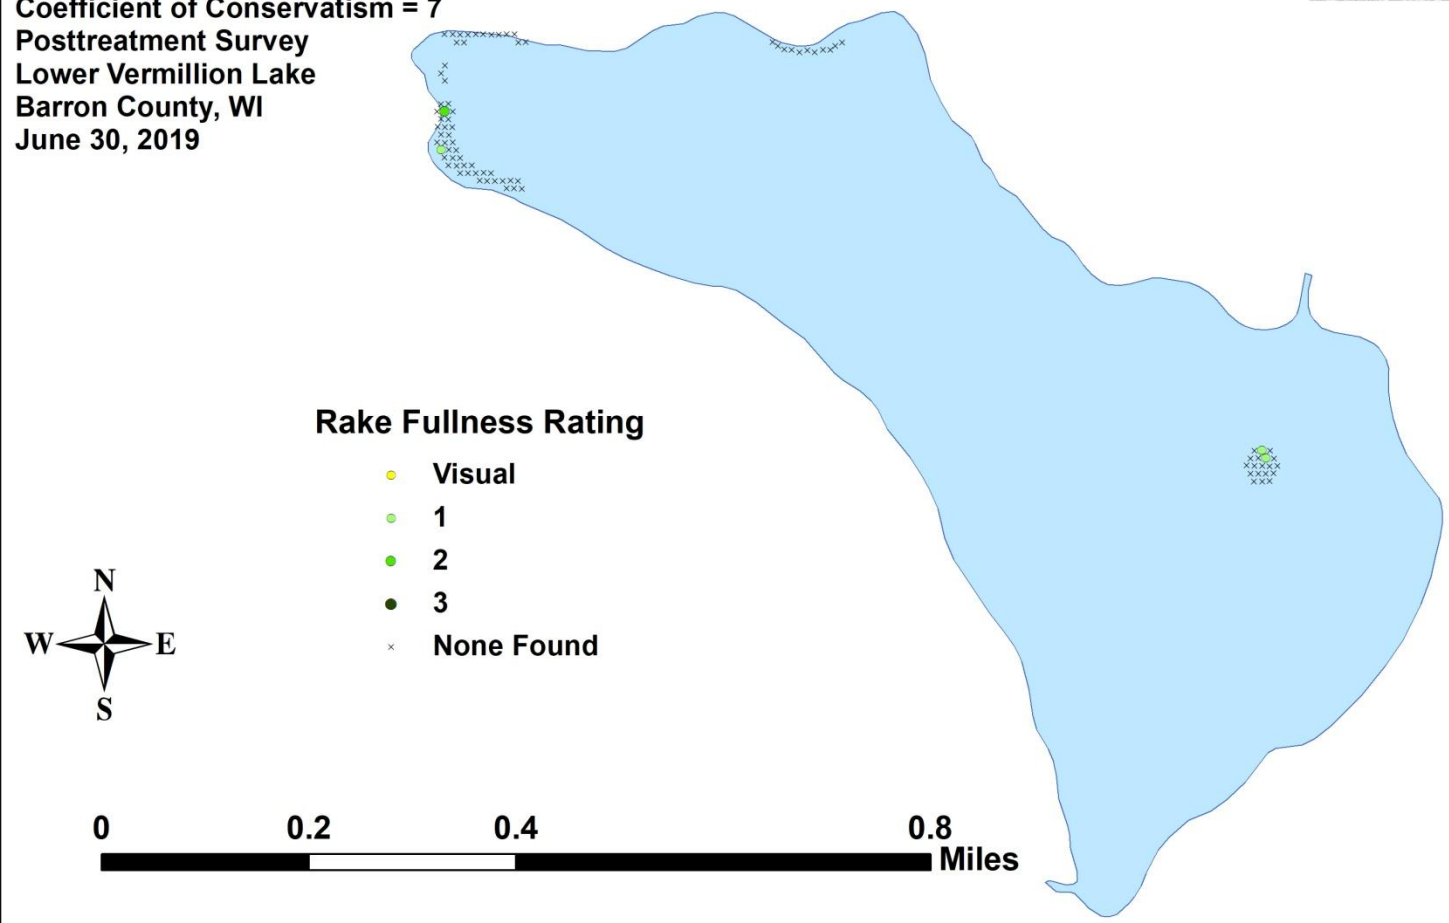 Coefficient of Conservatism = 7
Posttreatment Survey
Lower Vermillion Lake
Barron County, WI
June 30, 2019
Rake Fullness Rating
Visual
1
2
3
None Found
N
W E
S
0 0.2 0.4 0.8
Miles